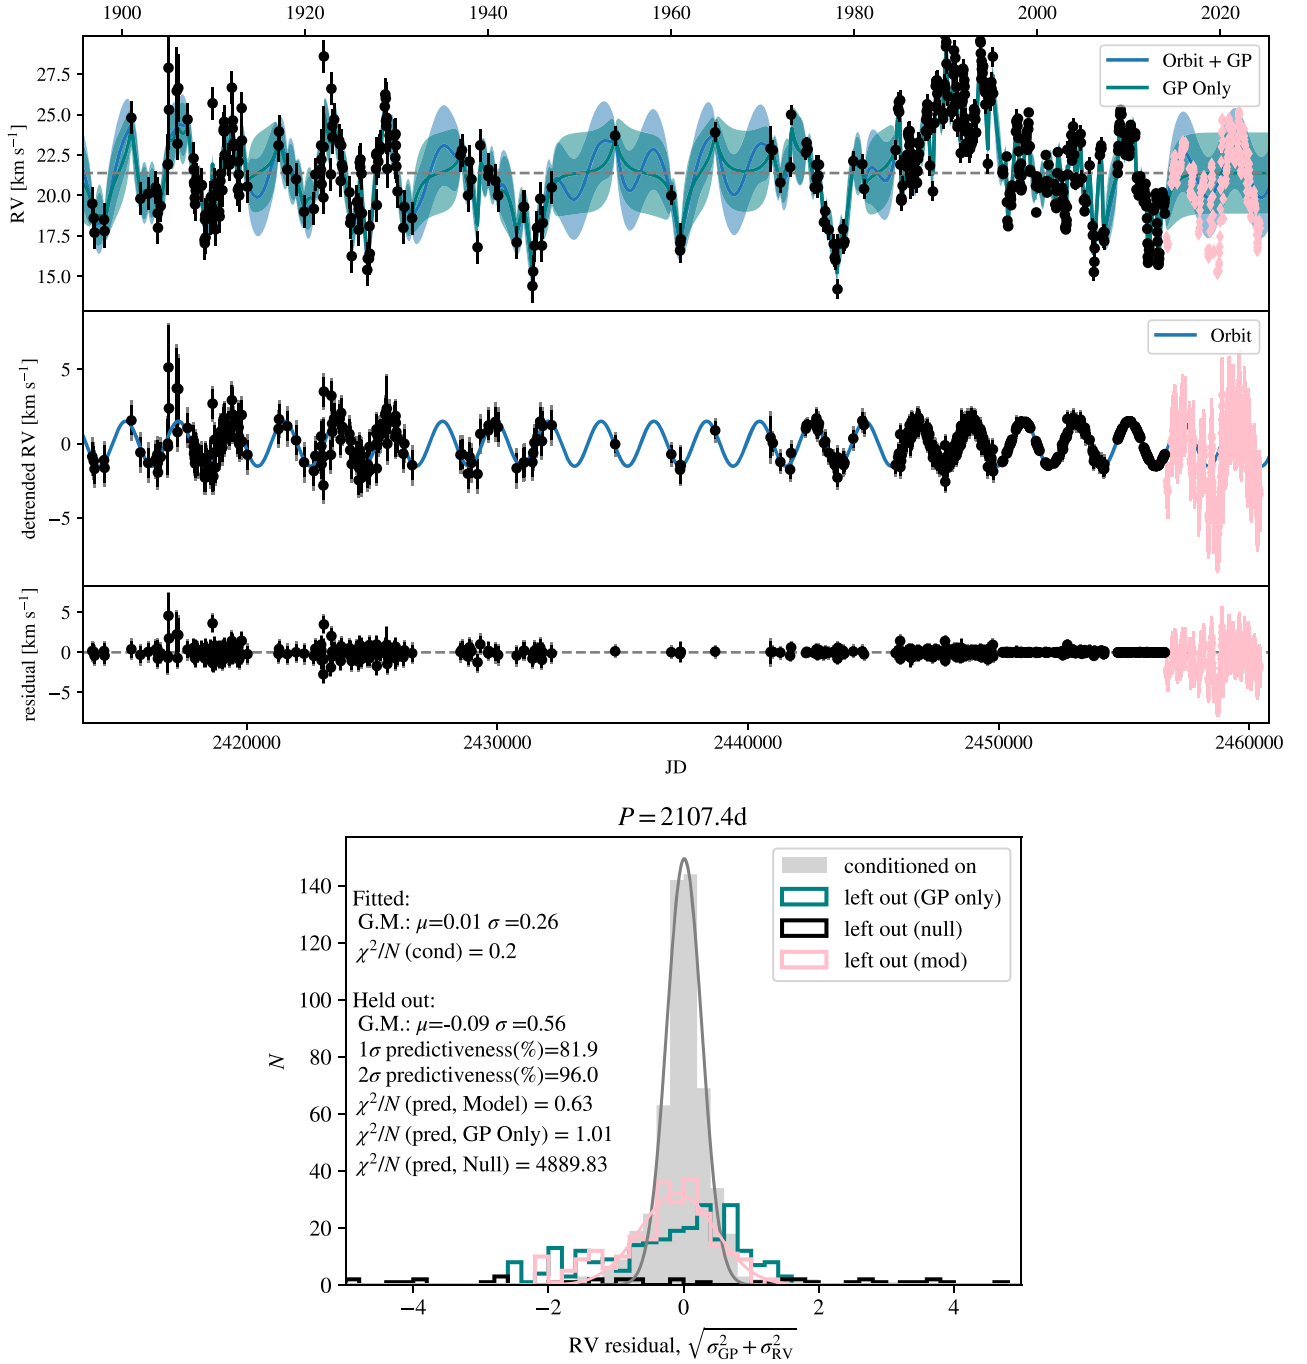 1900 1920 1940 1960 1980 2000 2020
RV [km s⁻¹]
27.5
25.0
22.5
20.0
17.5
15.0
Orbit + GP
GP Only
detrended RV [km s⁻¹]
5
0
−5
Orbit
residual [km s⁻¹]
5
0
−5
2420000 2430000 2440000 2450000 2460000
JD
P = 2107.4d
N
140
120
100
80
60
40
20
0
Fitted:
G.M.: μ=0.01 σ =0.26
χ²/N (cond) = 0.2
Held out:
G.M.: μ=-0.09 σ =0.56
1σ predictiveness(%)=81.9
2σ predictiveness(%)=96.0
χ²/N (pred, Model) = 0.63
χ²/N (pred, GP Only) = 1.01
χ²/N (pred, Null) = 4889.83
conditioned on
left out (GP only)
left out (null)
left out (mod)
−4 −2 0 2 4
RV residual, √σ²_GP + σ²_RV